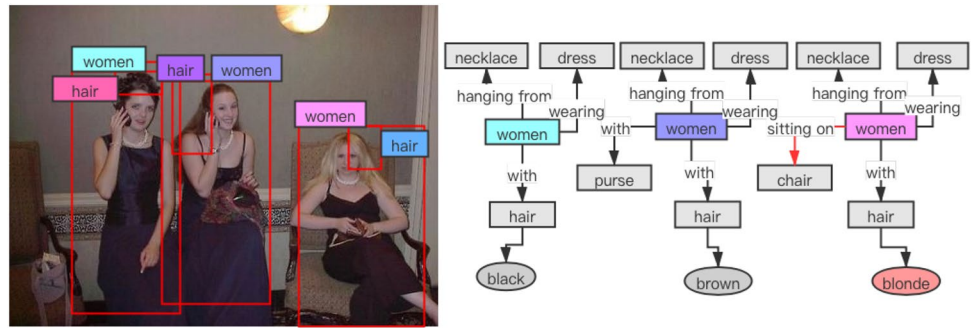 women
hair
women
hair
women
hair
necklace dress necklace dress necklace dress
hanging from hanging from hanging from
wearing wearing wearing
women with women sitting on women
with purse with chair with
hair hair hair
black brown blonde